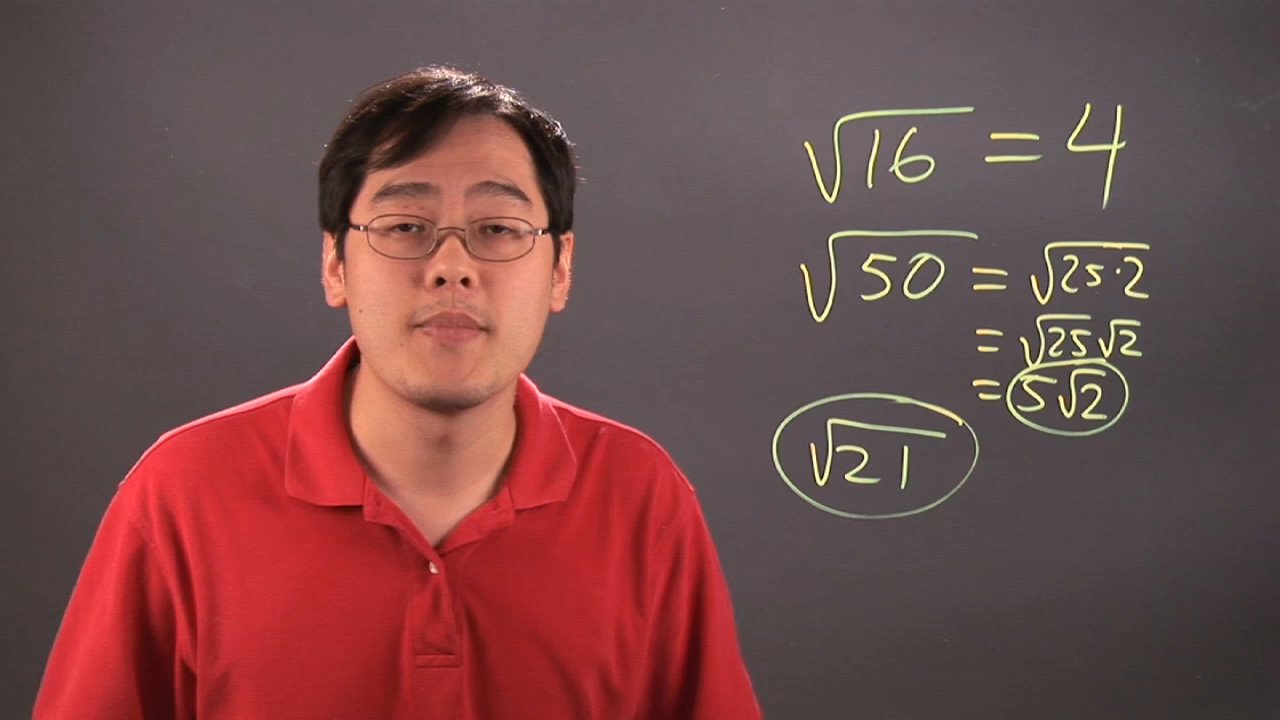 √16 = 4
√50 = √25·2
= √25√2
= 5√2
√21